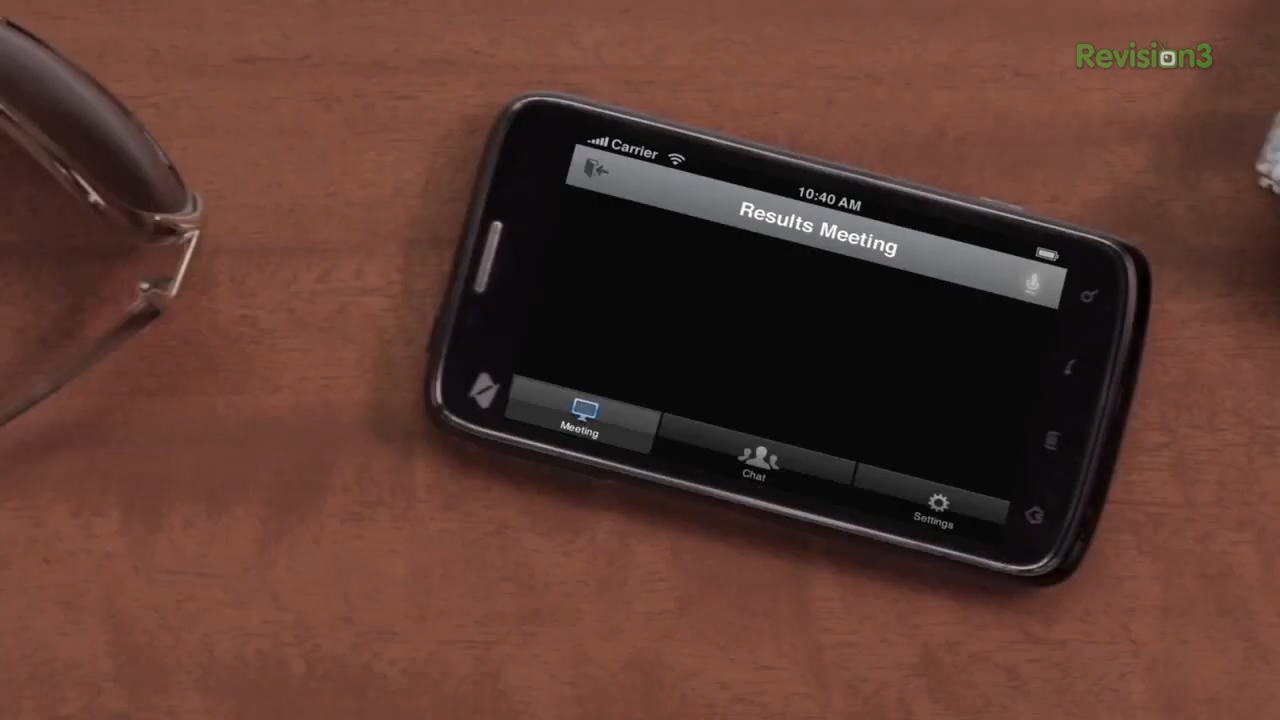 Revision3
Carrier
10:40 AM
Results Meeting
Meeting
Chat
Settings